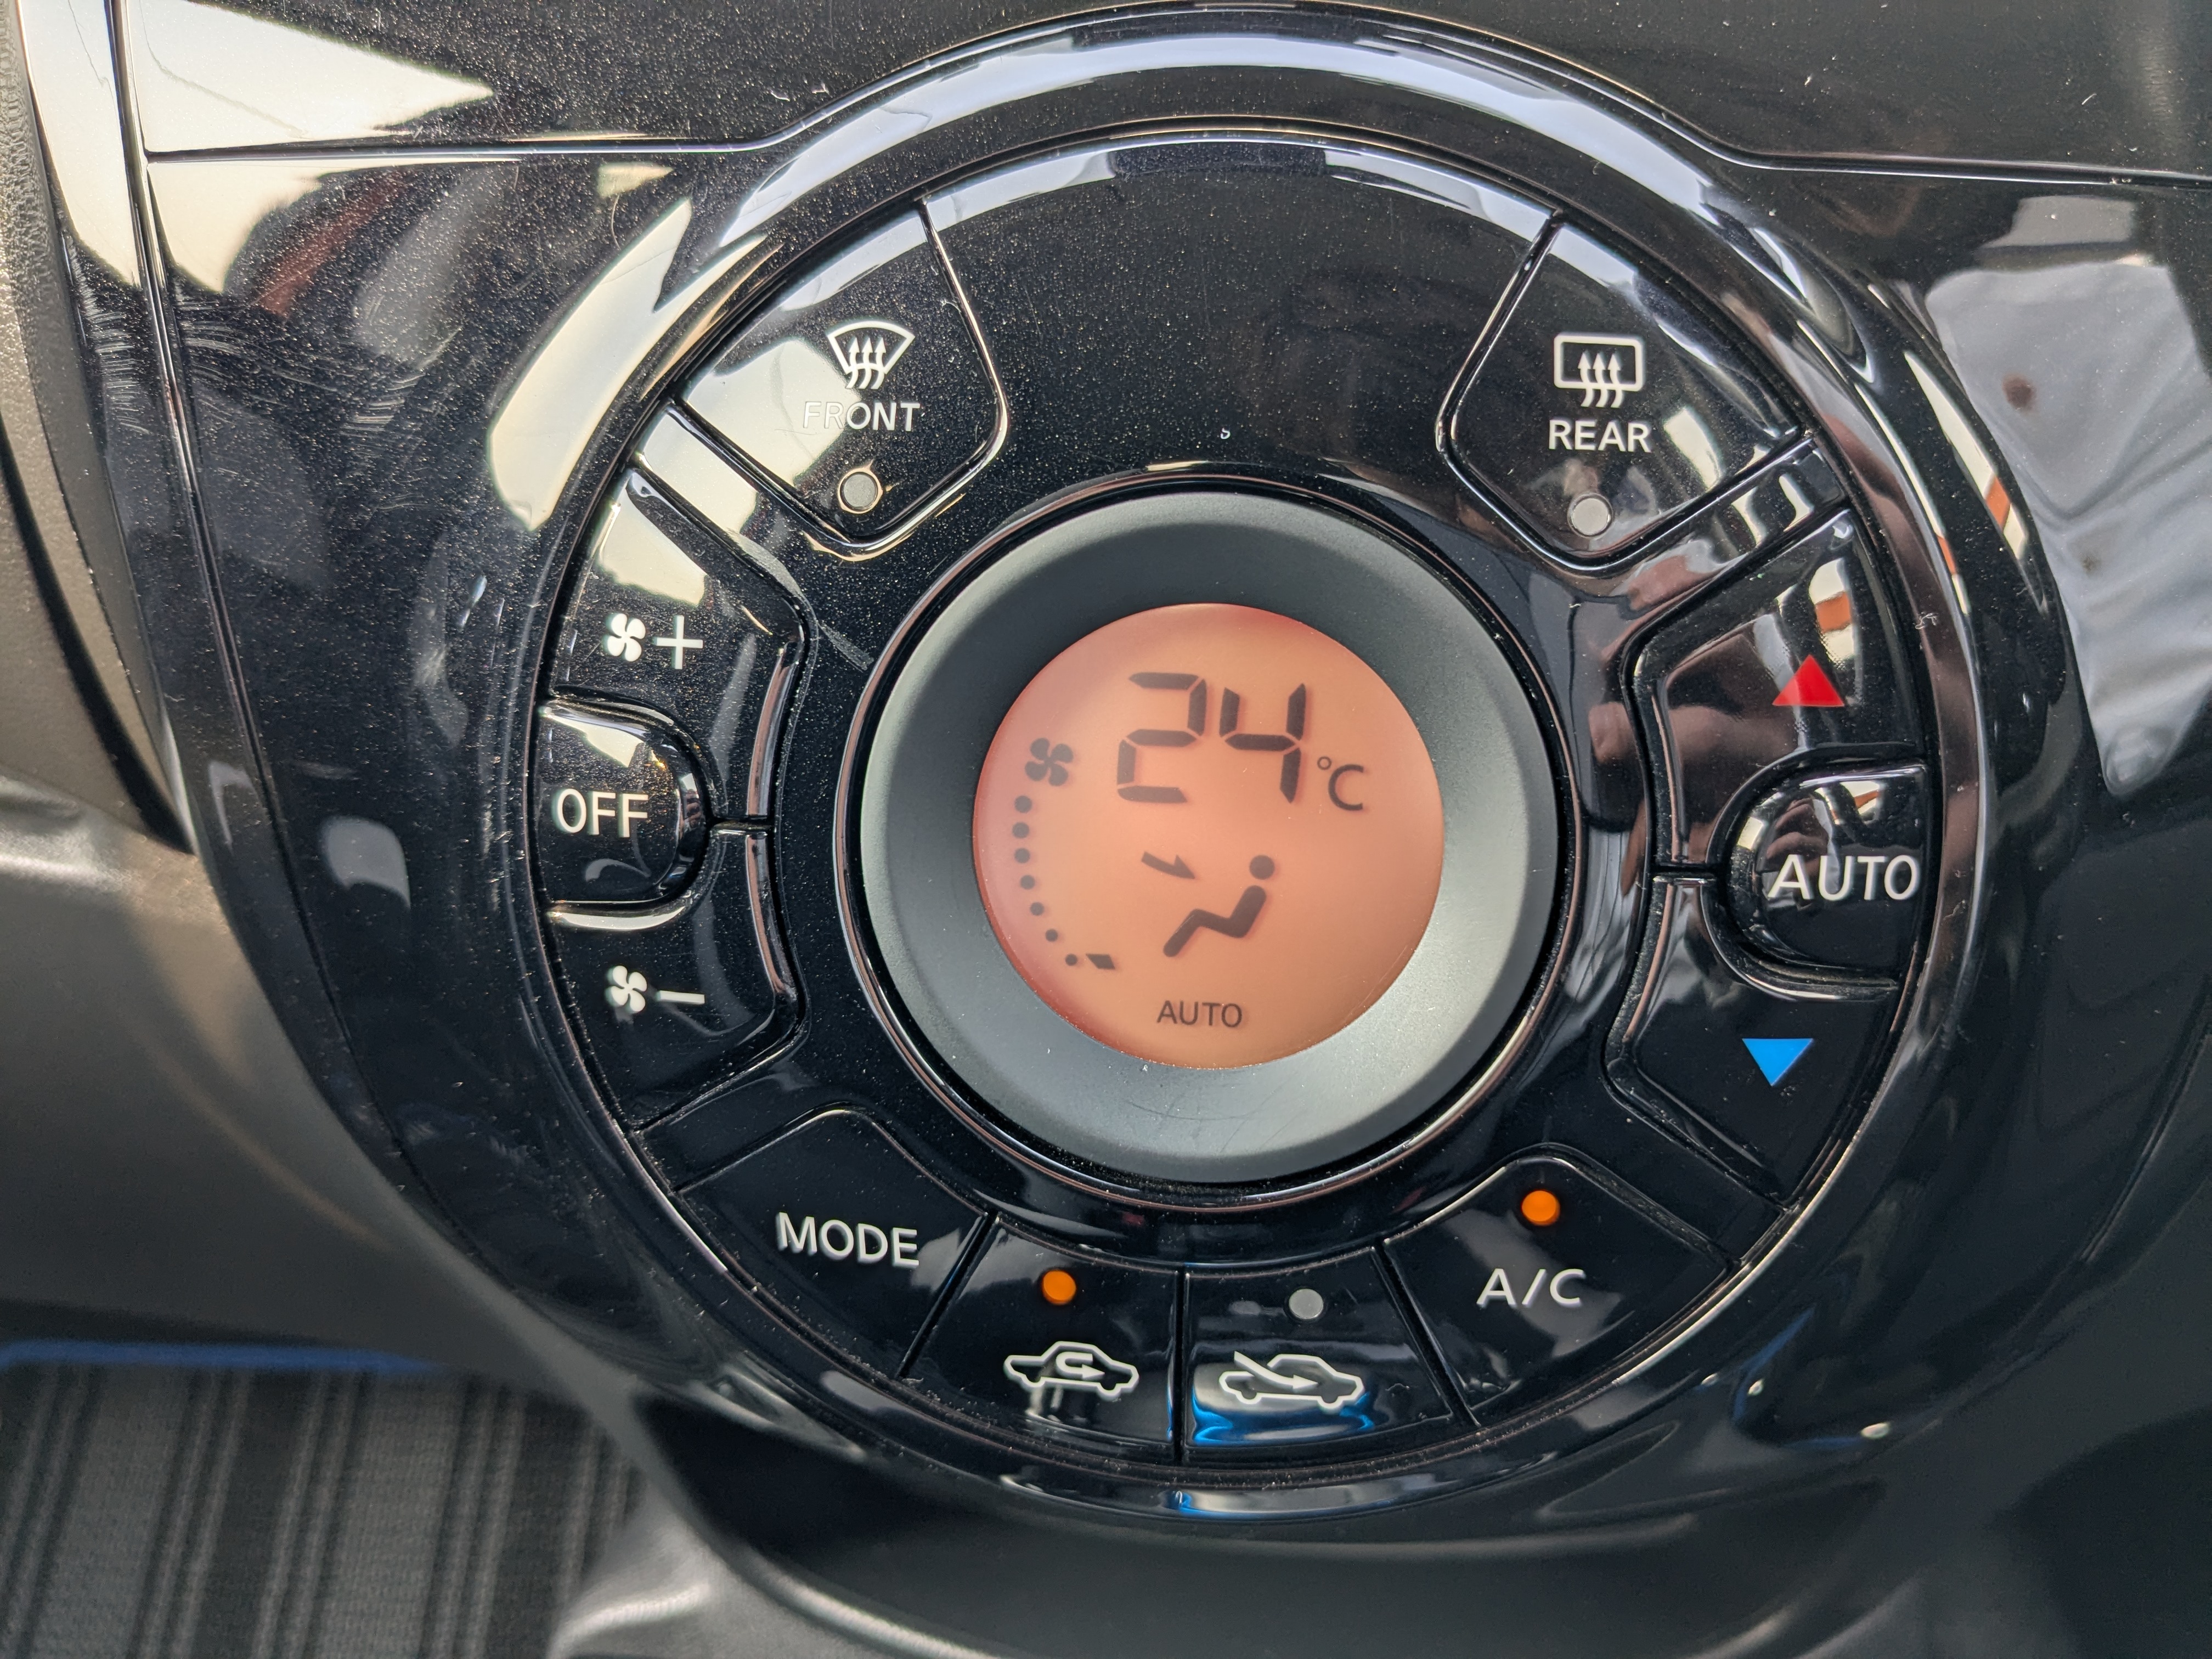 FRONT
REAR
24°C
OFF
AUTO
AUTO
MODE
A/C